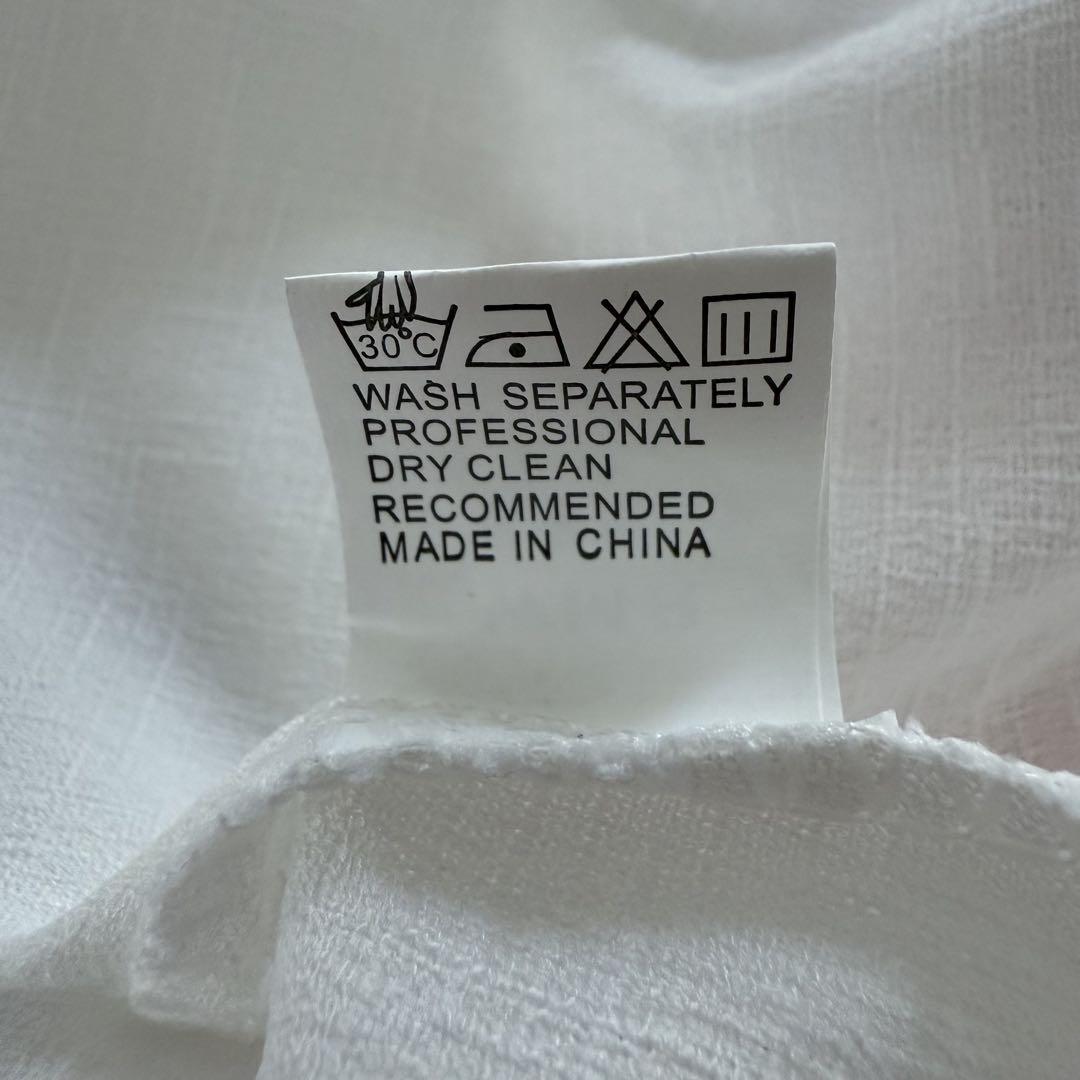 30°C
WASH SEPARATELY
PROFESSIONAL
DRY CLEAN
RECOMMENDED
MADE IN CHINA